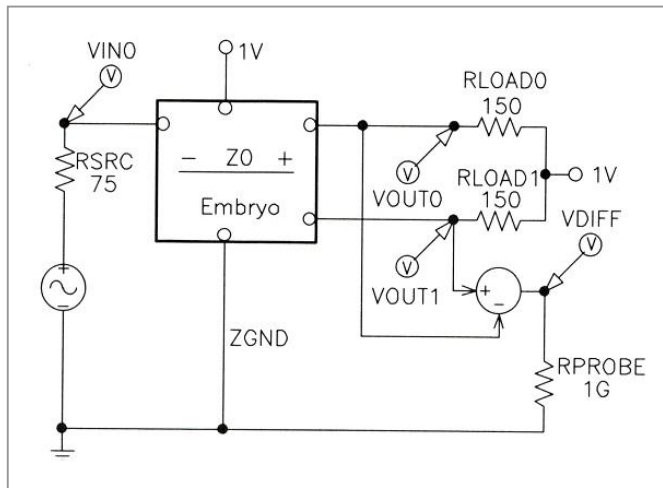 VIN0
1V
RLOAD0
150
RSRC
75
- Z0 +
Embryo
VOUT0
RLOAD1
150
1V
VDIFF
VOUT1
ZGND
RPROBE
1G
V
V
V
V
+
-
+
-